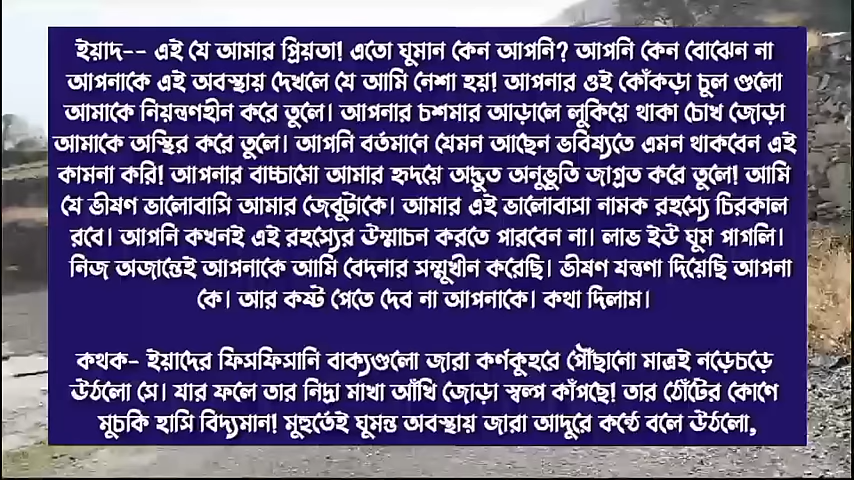 ইয়াদ-- এই যে আমার প্রিয়তা! এতো ঘুমান কেন আপনি? আপনি কেন বোঝেন না
আপনাকে এই অবস্থায় দেখলে যে আমি নেশা হয়! আপনার ওই কোঁকড়া চুল গুলো
আমাকে নিয়ন্ত্রণহীন করে তুলে। আপনার চশমার আড়ালে লুকিয়ে থাকা চোখ জোড়া
আমাকে অস্থির করে তুলে। আপনি বর্তমানে যেমন আছেন ভবিষ্যতে এমন থাকবেন এই
কামনা করি! আপনার বাচ্চামো আমার হৃদয়ে অদ্ভুত অনুভুতি জাগ্রত করে তুলে! আমি
যে ভীষণ ভালোবাসি আমার জেবুটাকে। আমার এই ভালোবাসা নামক রহস্যে চিরকাল
রবে। আপনি কখনই এই রহস্যের উম্মাচন করতে পারবেন না। লাভ ইউ ঘুম পাগলি।
নিজ অজান্তেই আপনাকে আমি বেদনার সম্মুখীন করেছি। ভীষণ যন্ত্রণা দিয়েছি আপনা
কে। আর কষ্ট পেতে দেব না আপনাকে। কথা দিলাম।
কথক- ইয়াদের ফিসফিসানি বাক্যগুলো জারা কর্ণকুহরে পৌঁছানো মাত্রই নড়েচড়ে
উঠলো সে। যার ফলে তার নিদ্রা মাখা আঁখি জোড়া স্বল্প কাঁপছে! তার ঠোঁটের কোণে
মুচকি হাসি বিদ্যমান! মুহুর্তেই ঘুমন্ত অবস্থায় জারা আদুরে কন্ঠে বলে উঠলো,